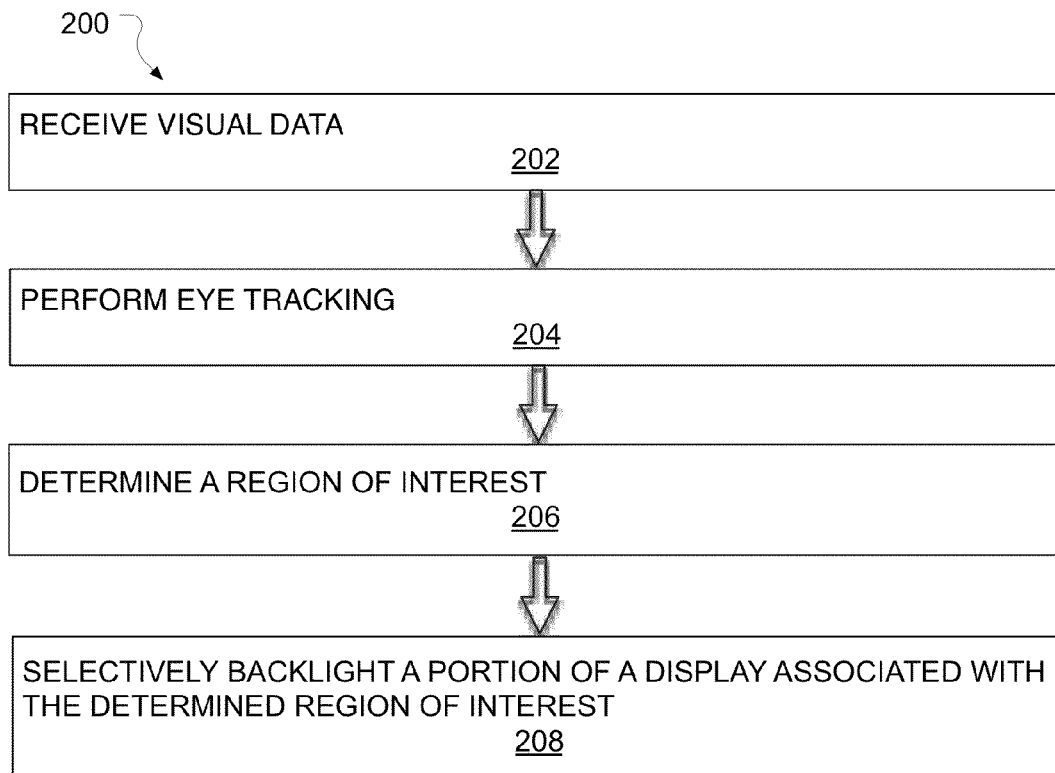 200
RECEIVE VISUAL DATA
202
PERFORM EYE TRACKING
204
DETERMINE A REGION OF INTEREST
206
SELECTIVELY BACKLIGHT A PORTION OF A DISPLAY ASSOCIATED WITH
THE DETERMINED REGION OF INTEREST
208